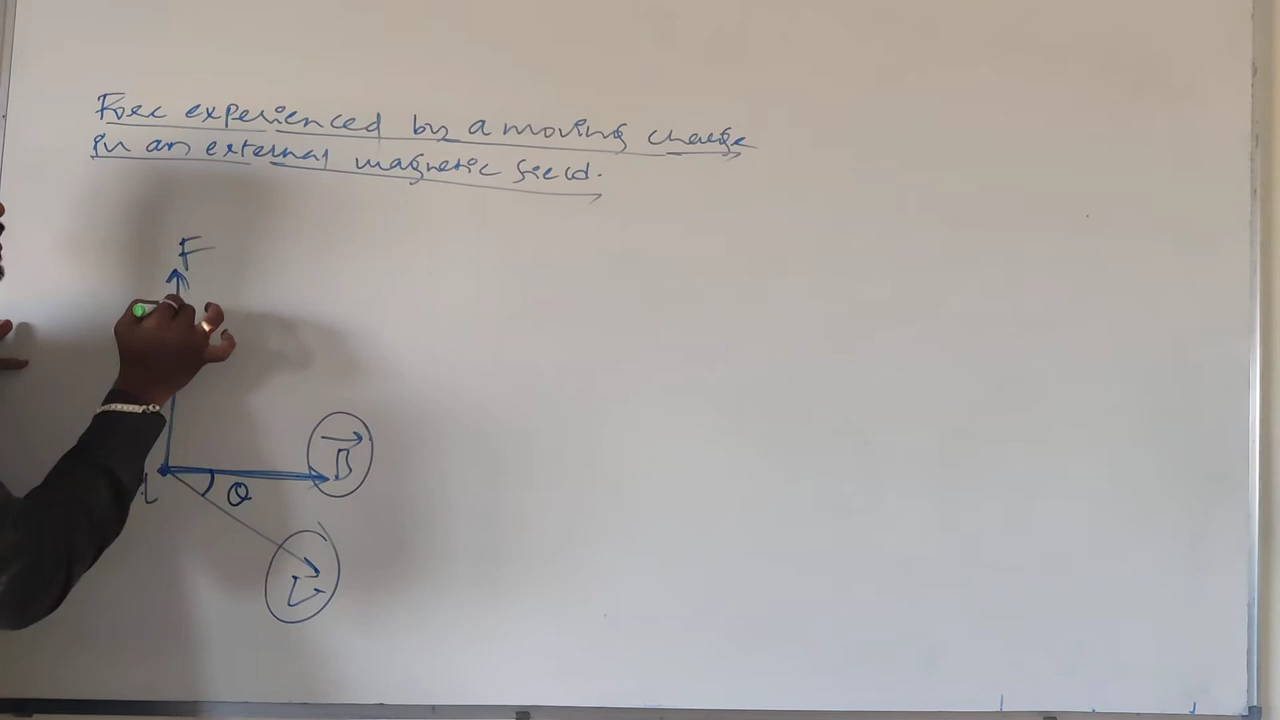 Force experienced by a moving charge
in an external magnetic field.
F
B
θ